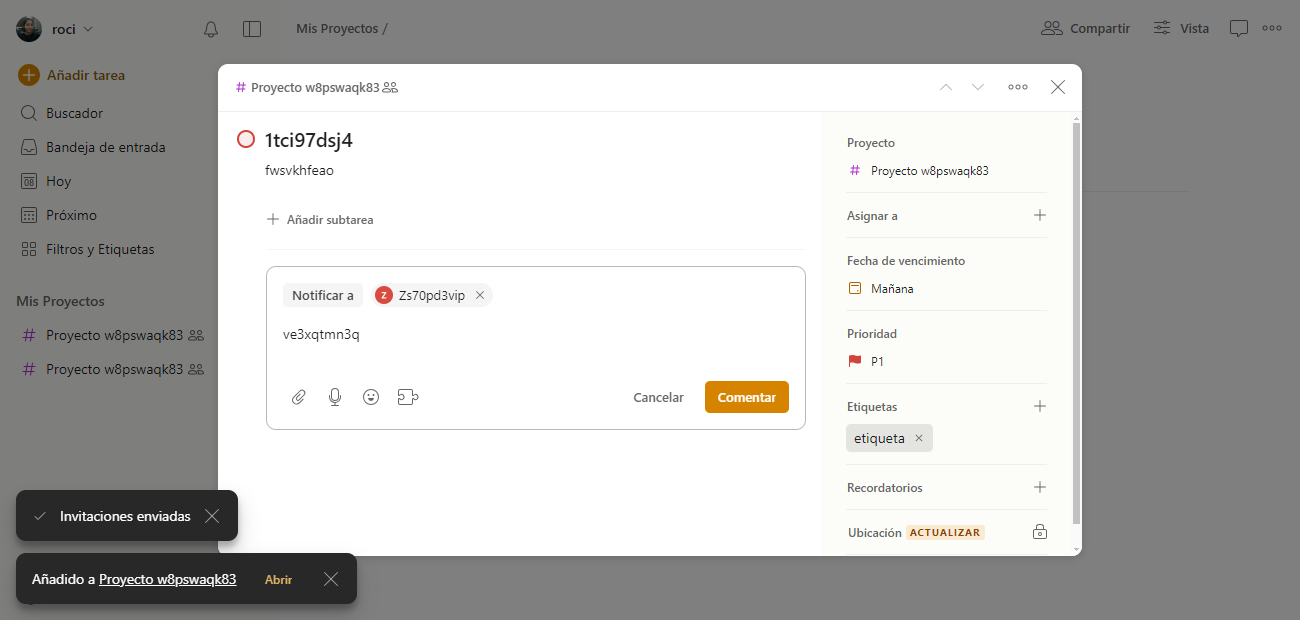 roci
Mis Proyectos /
Compartir
Vista
Añadir tarea
Buscador
Bandeja de entrada
08
Hoy
Próximo
Filtros y Etiquetas
Mis Proyectos
# Proyecto w8pswaqk83
# Proyecto w8pswaqk83
# Proyecto w8pswaqk83
1tci97dsj4
fwsvkhfeao
+ Añadir subtarea
Notificar a
Z
Zs70pd3vip
ve3xqtmn3q
Cancelar
Comentar
Proyecto
# Proyecto w8pswaqk83
Asignar a
Fecha de vencimiento
Mañana
Prioridad
P1
Etiquetas
etiqueta
Recordatorios
Ubicación ACTUALIZAR
Invitaciones enviadas
Añadido a Proyecto w8pswaqk83 Abrir